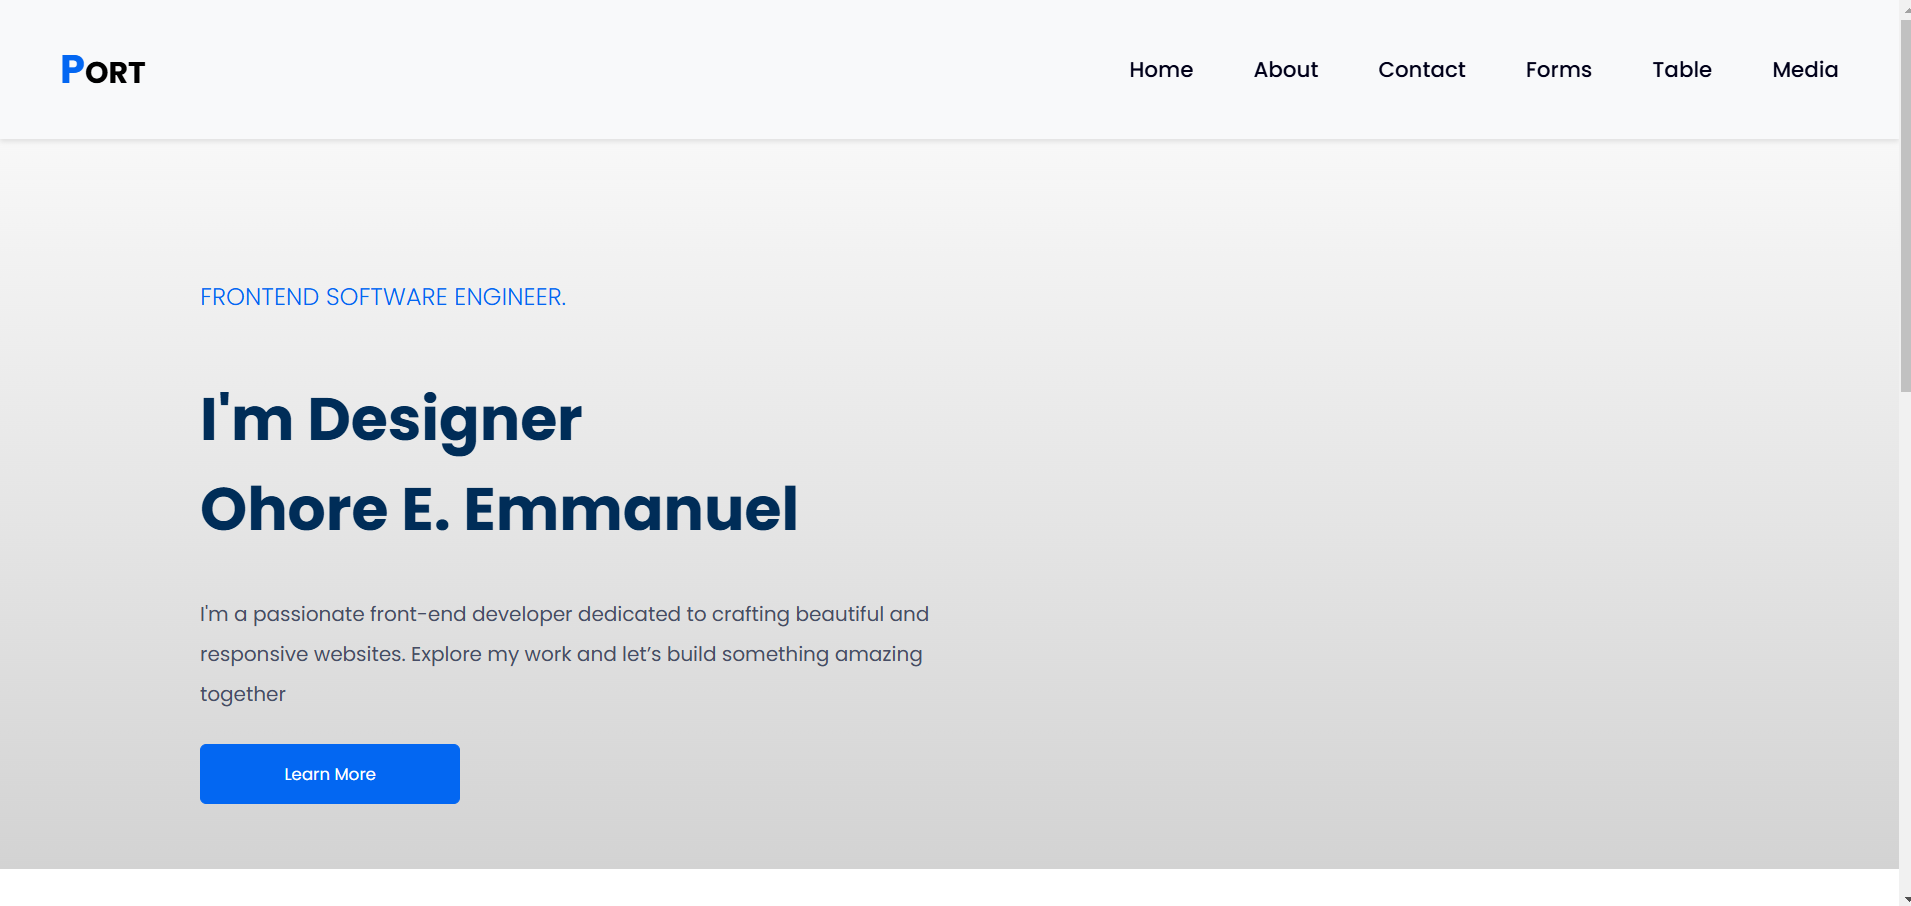 PORT
Home About Contact Forms Table Media
FRONTEND SOFTWARE ENGINEER.
I'm Designer
Ohore E. Emmanuel
I'm a passionate front-end developer dedicated to crafting beautiful and
responsive websites. Explore my work and let’s build something amazing
together
Learn More